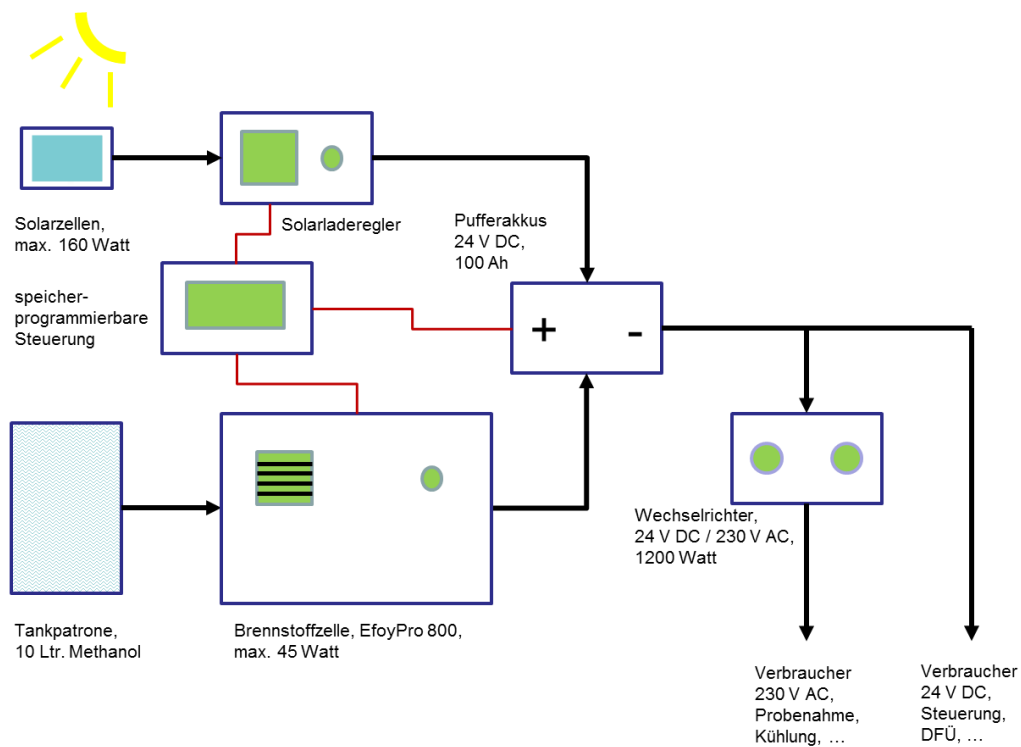 Solarzellen,
max. 160 Watt
Solarladeregler
Pufferakkus
24 V DC,
100 Ah
speicher-
programmierbare
Steuerung
+ -
Wechselrichter,
24 V DC / 230 V AC,
1200 Watt
Tankpatrone,
10 Ltr. Methanol
Brennstoffzelle, EfoyPro 800,
max. 45 Watt
Verbraucher
230 V AC,
Probenahme,
Kühlung, ...
Verbraucher
24 V DC,
Steuerung,
DFÜ, ...